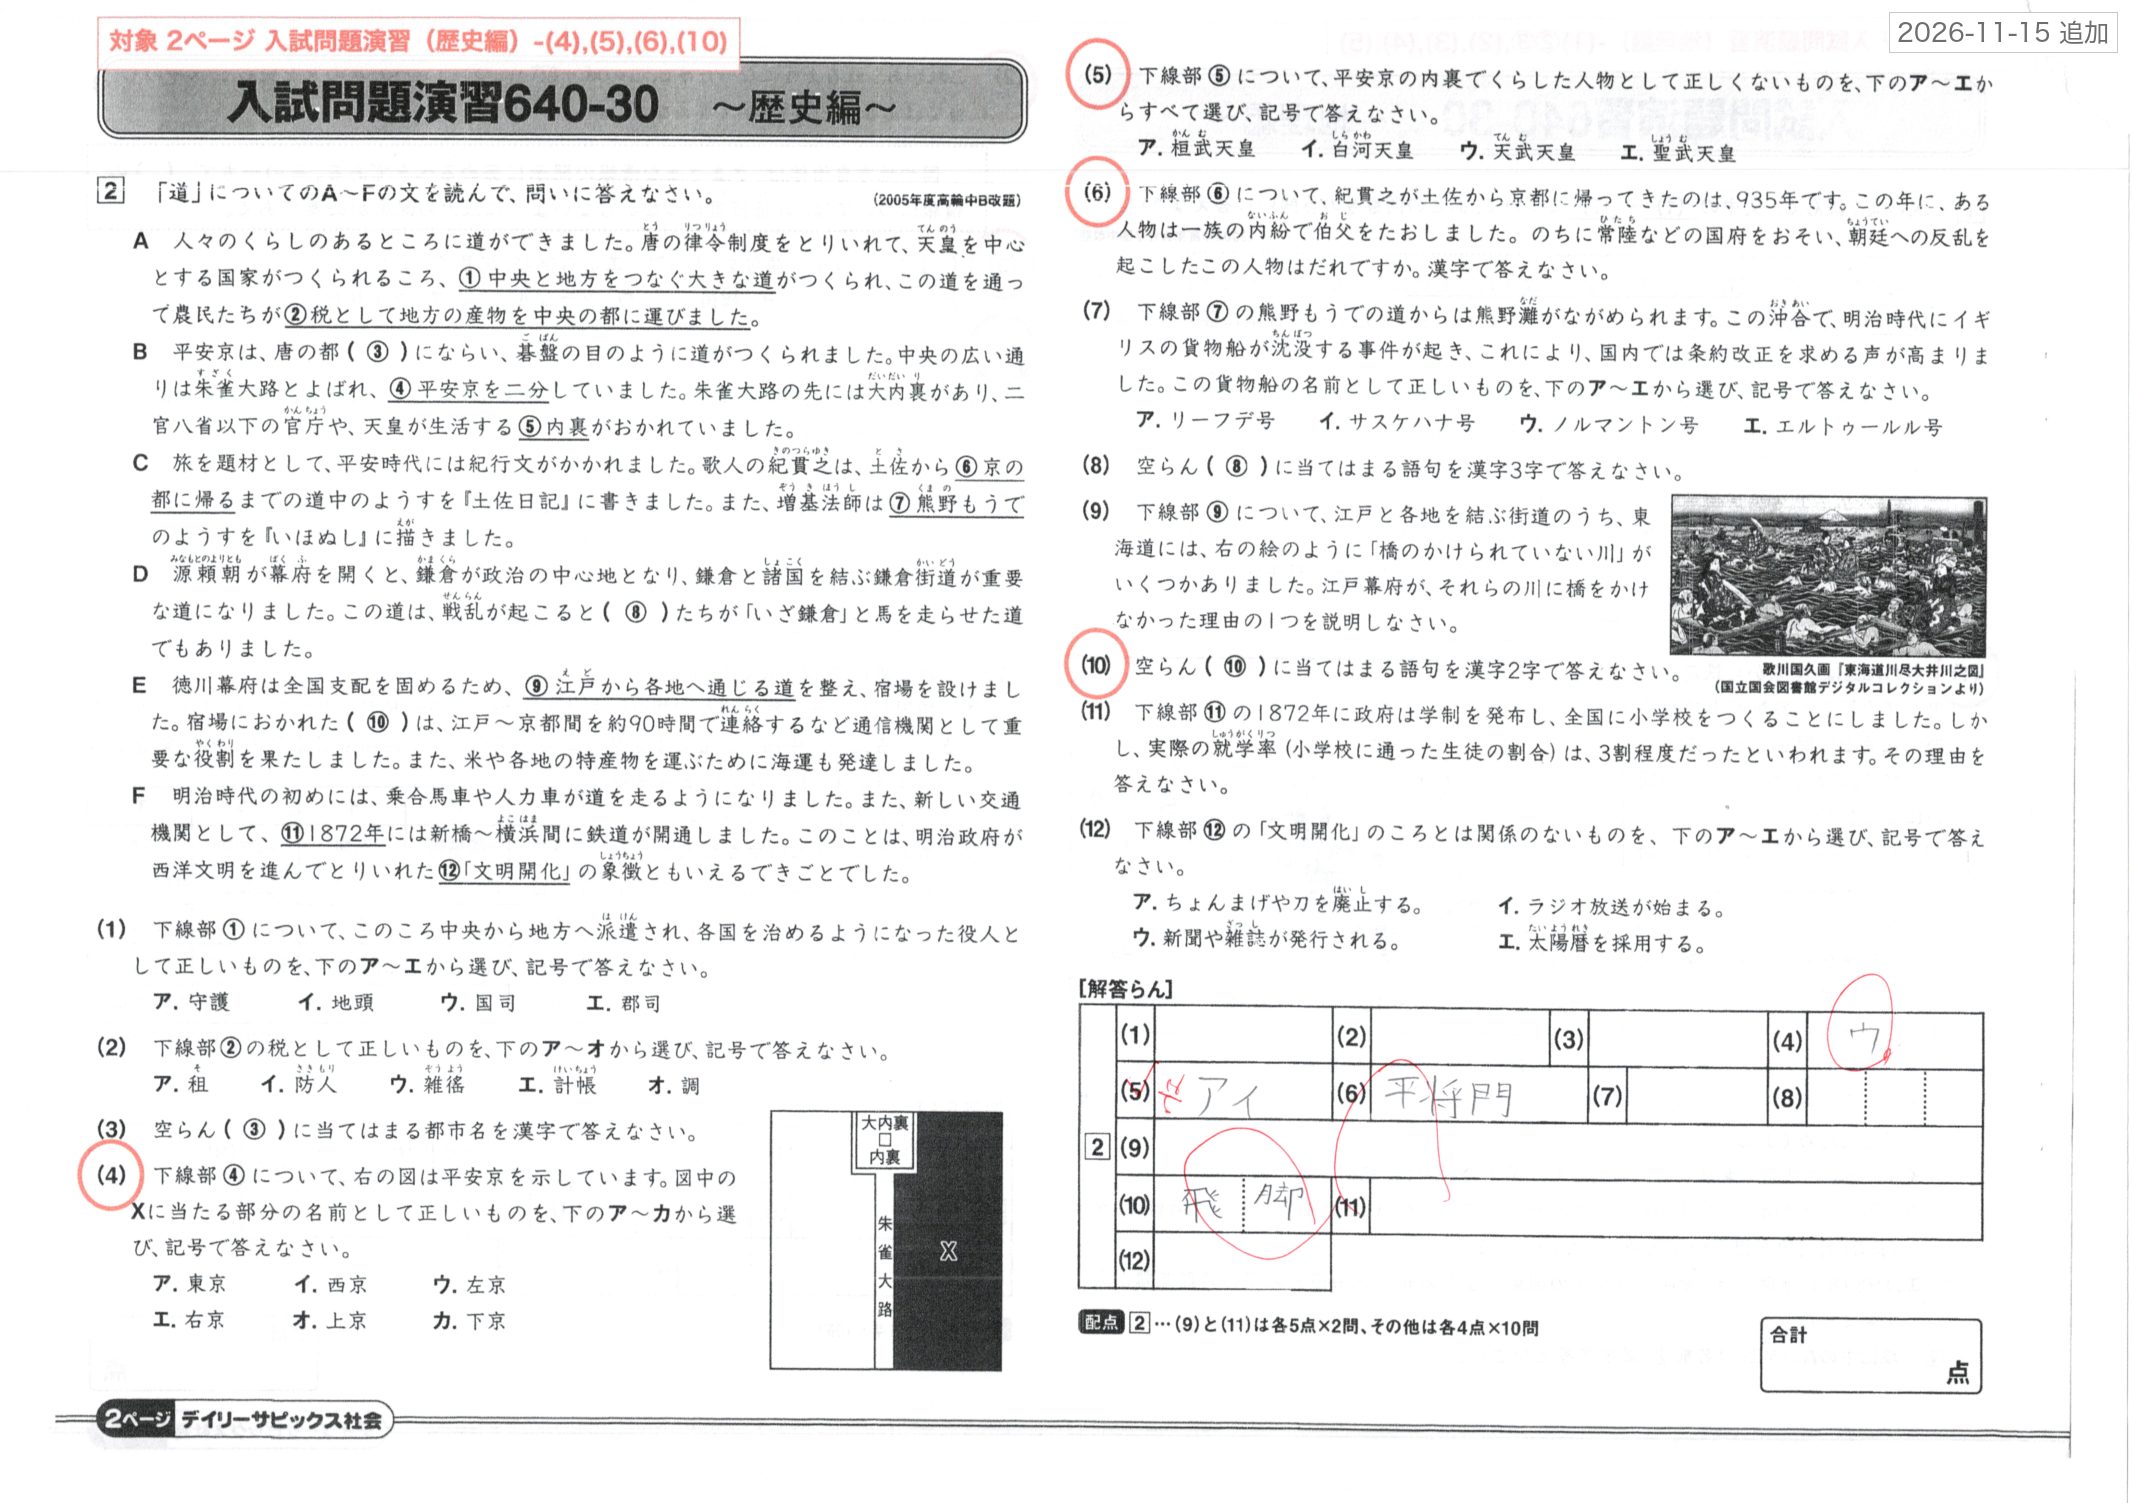 2026-11-15 追加
対象 2ページ 入試問題演習（歴史編）-(4),(5),(6),(10)
入試問題演習640-30 ～歴史編～
2 「道」についてのA～Fの文を読んで、問いに答えなさい。 （2005年度高輪中B改題）
A 人々のくらしのあるところに道ができました。唐の律令制度をとりいれて、天皇を中心
とする国家がつくられるころ、①中央と地方をつなぐ大きな道がつくられ、この道を通っ
て農民たちが②税として地方の産物を中央の都に運びました。
B 平安京は、唐の都（ ③ ）にならい、碁盤の目のように道がつくられました。中央の広い通
りは朱雀大路とよばれ、④平安京を二分していました。朱雀大路の先には大内裏があり、二
官八省以下の官庁や、天皇が生活する⑤内裏がおかれていました。
C 旅を題材として、平安時代には紀行文がかかれました。歌人の紀貫之は、土佐から⑥京の
都に帰るまでの道中のようすを『土佐日記』に書きました。また、増基法師は⑦熊野もうで
のようすを『いほぬし』に描きました。
D 源頼朝が幕府を開くと、鎌倉が政治の中心地となり、鎌倉と諸国を結ぶ鎌倉街道が重要
な道になりました。この道は、戦乱が起こると（ ⑧ ）たちが「いざ鎌倉」と馬を走らせた道
でもありました。
E 徳川幕府は全国支配を固めるため、⑨江戸から各地へ通じる道を整え、宿場を設けまし
た。宿場におかれた（ ⑩ ）は、江戸～京都間を約90時間で連絡するなど通信機関として重
要な役割を果たしました。また、米や各地の特産物を運ぶために海運も発達しました。
F 明治時代の初めには、乗合馬車や人力車が道を走るようになりました。また、新しい交通
機関として、⑪1872年には新橋～横浜間に鉄道が開通しました。このことは、明治政府が
西洋文明を進んでとりいれた⑫「文明開化」の象徴ともいえるできごとでした。
(1) 下線部①について、このころ中央から地方へ派遣され、各国を治めるようになった役人と
して正しいものを、下のア～エから選び、記号で答えなさい。
ア. 守護 イ. 地頭 ウ. 国司 エ. 郡司
(2) 下線部②の税として正しいものを、下のア～オから選び、記号で答えなさい。
ア. 租 イ. 防人 ウ. 雑徭 エ. 計帳 オ. 調
(3) 空らん（ ③ ）に当てはまる都市名を漢字で答えなさい。
(4) 下線部④について、右の図は平安京を示しています。図中の
Xに当たる部分の名前として正しいものを、下のア～カから選
び、記号で答えなさい。
ア. 東京 イ. 西京 ウ. 左京
エ. 右京 オ. 上京 カ. 下京
大内裏
内裏
朱雀大路
X
2ページ デイリーサピックス社会
(5) 下線部⑤について、平安京の内裏でくらした人物として正しくないものを、下のア～エか
らすべて選び、記号で答えなさい。
ア. 桓武天皇 イ. 白河天皇 ウ. 天武天皇 エ. 聖武天皇
(6) 下線部⑥について、紀貫之が土佐から京都に帰ってきたのは、935年です。この年に、ある
人物は一族の内紛で伯父をたおしました。のちに常陸などの国府をおそい、朝廷への反乱を
起こしたこの人物はだれですか。漢字で答えなさい。
(7) 下線部⑦の熊野もうでの道からは熊野灘がながめられます。この沖合で、明治時代にイギ
リスの貨物船が沈没する事件が起き、これにより、国内では条約改正を求める声が高まりま
した。この貨物船の名前として正しいものを、下のア～エから選び、記号で答えなさい。
ア. リーフデ号 イ. サスケハナ号 ウ. ノルマントン号 エ. エルトゥールル号
(8) 空らん（ ⑧ ）に当てはまる語句を漢字3字で答えなさい。
(9) 下線部⑨について、江戸と各地を結ぶ街道のうち、東
海道には、右の絵のように「橋のかけられていない川」が
いくつかありました。江戸幕府が、それらの川に橋をかけ
なかった理由の1つを説明しなさい。
歌川国久画『東海道川尽大井川之図』
（国立国会図書館デジタルコレクションより）
(10) 空らん（ ⑩ ）に当てはまる語句を漢字2字で答えなさい。
(11) 下線部⑪の1872年に政府は学制を発布し、全国に小学校をつくることにしました。しか
し、実際の就学率（小学校に通った生徒の割合）は、3割程度だったといわれます。その理由を
答えなさい。
(12) 下線部⑫の「文明開化」のころとは関係のないものを、下のア～エから選び、記号で答え
なさい。
ア. ちょんまげや刀を廃止する。 イ. ラジオ放送が始まる。
ウ. 新聞や雑誌が発行される。 エ. 太陽暦を採用する。
[解答らん]
2
(1) (2) (3) (4) ウ
(5) アイ (6) 平将門 (7) (8)
(9)
(10) 飛脚 (11)
(12)
配点 2…(9)と(11)は各5点×2問、その他は各4点×10問
合計
点